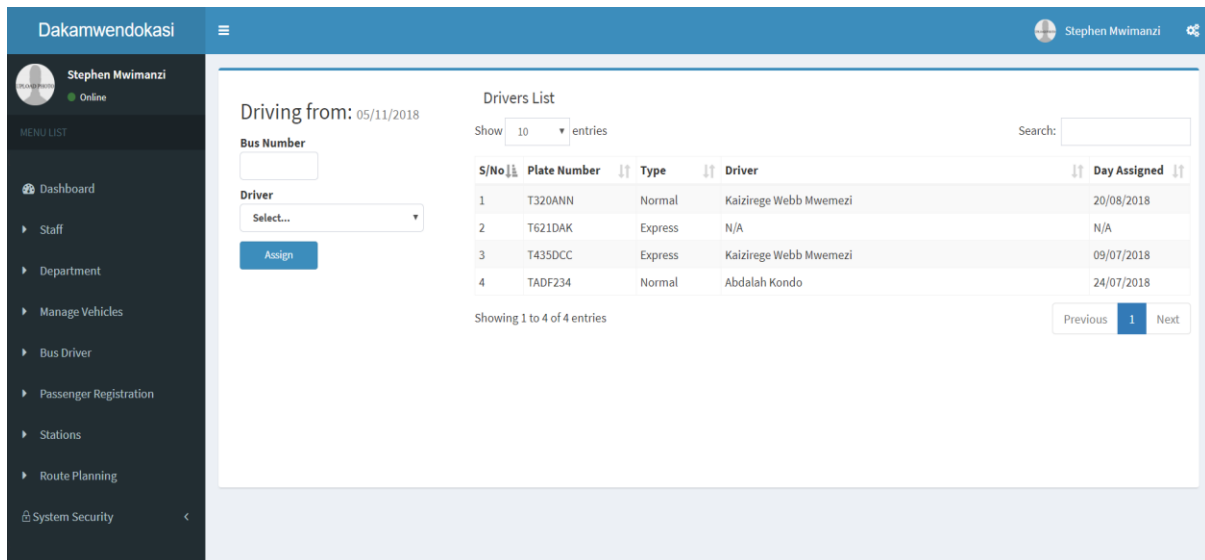 Dakamwendokasi
Stephen Mwimanzi
Stephen Mwimanzi
Online
MENU LIST
Dashboard
Staff
Department
Manage Vehicles
Bus Driver
Passenger Registration
Stations
Route Planning
System Security
Driving from: 05/11/2018
Bus Number
Driver
Select...
Assign
Drivers List
Show 10 entries
Search:
S/No Plate Number Type Driver Day Assigned
1 T320ANN Normal Kaizirege Webb Mwemezi 20/08/2018
2 T621DAK Express N/A N/A
3 T435DCC Express Kaizirege Webb Mwemezi 09/07/2018
4 TADF234 Normal Abdalah Kondo 24/07/2018
Showing 1 to 4 of 4 entries
Previous 1 Next